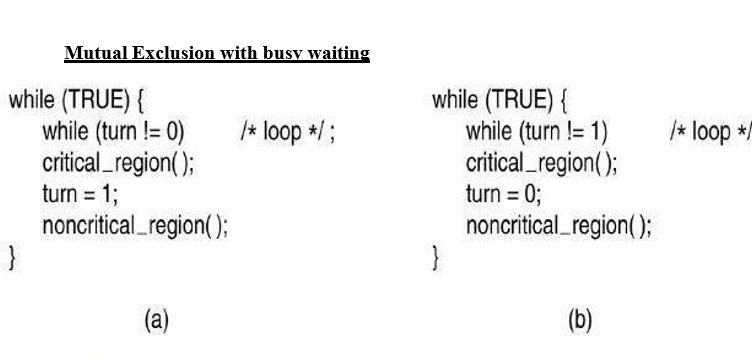 Mutual Exclusion with busy waiting
while (TRUE) {
while (turn != 0) /* loop */ ;
critical_region( );
turn = 1;
noncritical_region( );
}
(a)
while (TRUE) {
while (turn != 1) /* loop */
critical_region( );
turn = 0;
noncritical_region( );
}
(b)